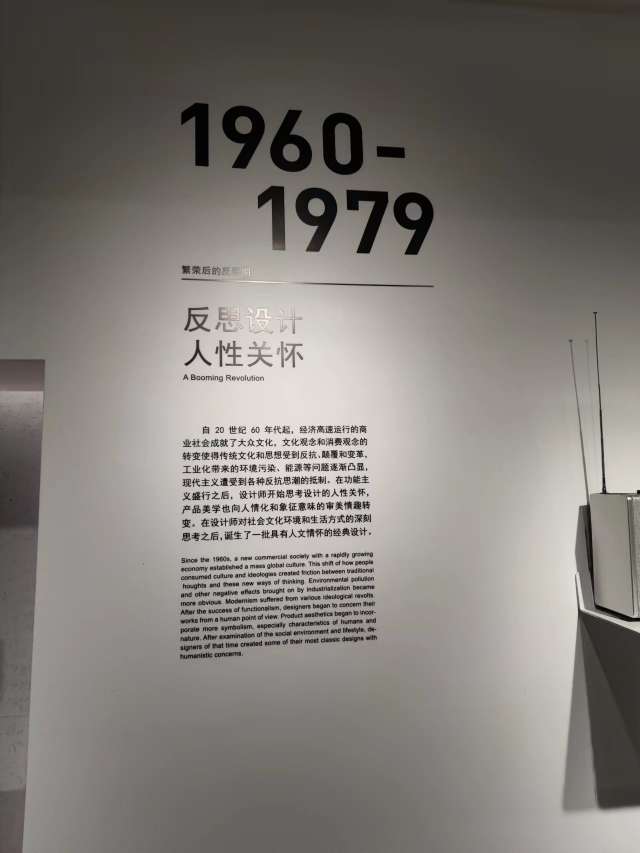 1960-
1979
繁荣后的反思
反思设计
人性关怀
A Booming Revolution
自 20 世纪 60 年代起，经济高速运行的商
业社会成就了大众文化，文化观念和消费观念的
转变使得传统文化和思想受到反抗、颠覆和变革，
工业化带来的环境污染、能源等问题逐渐凸显，
现代主义遭受到各种反抗思潮的抵制。在功能主
义盛行之后，设计师开始思考设计的人性关怀，
产品美学也向人情化和象征意味的审美情趣转
变。在设计师对社会文化环境和生活方式的深刻
思考之后，诞生了一批具有人文情怀的经典设计。
Since the 1960s, a new commercial society with a rapidly growing
economy established a mass global culture. This shift of how people
consumed culture and ideologies created friction between traditional
houghts and these new ways of thinking. Environmental pollution
and other negative effects brought on by industrialization became
more obvious. Modernism suffered from various ideological revolts.
After the success of functionalism, designers began to concern their
works from a human point of view. Product aesthetics began to incor-
porate more symbolism, especially characteristics of humans and
nature. After examination of the social environment and lifestyle, de-
signers of that time created some of their most classic designs with
humanistic concerns.